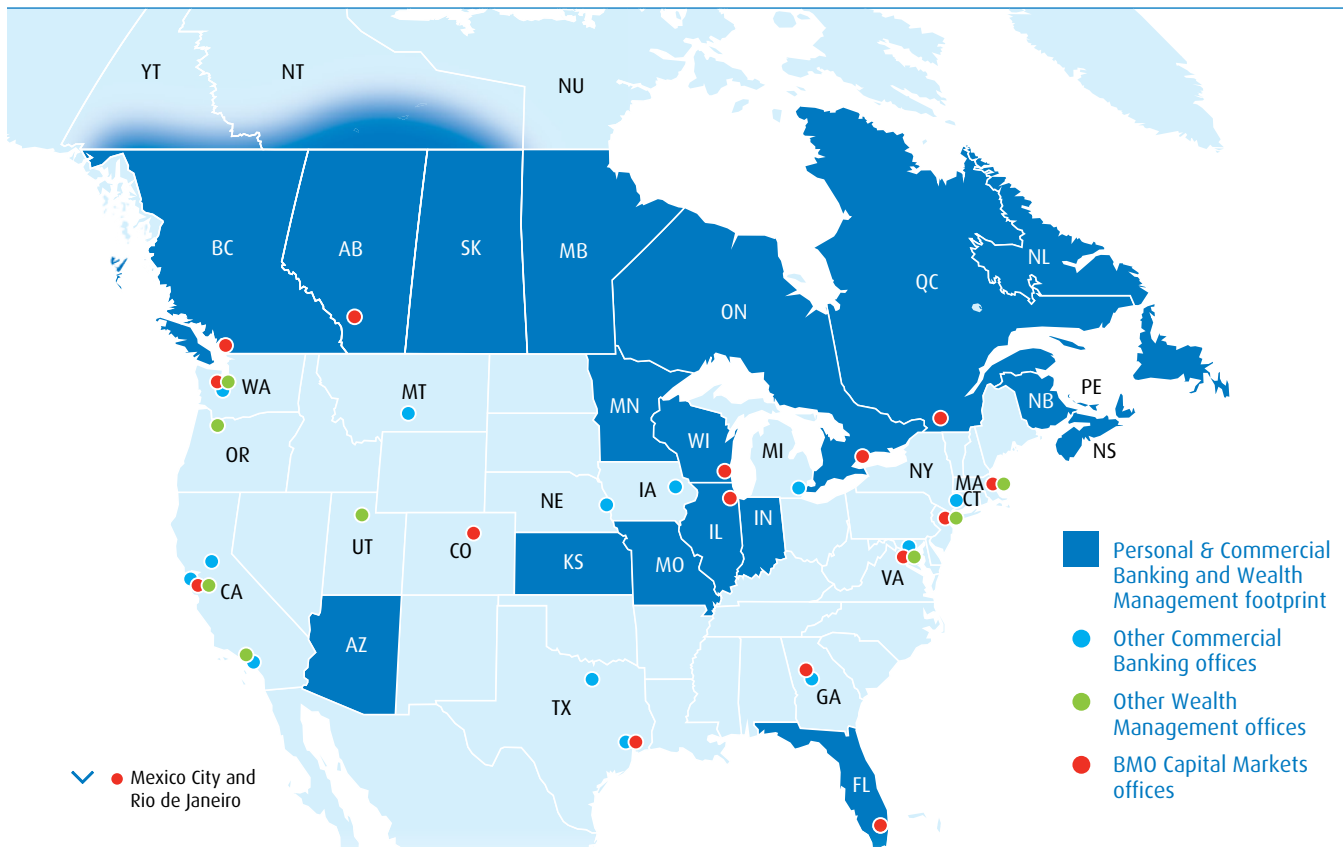 YT
NT
NU
BC
AB
SK
MB
ON
QC
NL
NB
PE
NS
WA
MT
MN
OR
WI
MI
NY
MA
CT
IA
NE
UT
CO
IL
IN
CA
KS
MO
VA
AZ
TX
GA
FL
Mexico City and
Rio de Janeiro
Personal & Commercial
Banking and Wealth
Management footprint
Other Commercial
Banking offices
Other Wealth
Management offices
BMO Capital Markets
offices